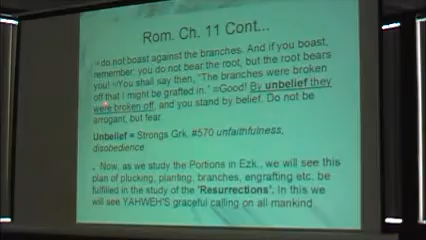 Rom. Ch. 11 Cont...
18 do not boast against the branches. And if you boast,
remember: you do not bear the root, but the root bears
you! 19 You shall say then, "The branches were broken
off that I might be grafted in." 20 Good! By unbelief they
were broken off, and you stand by belief. Do not be
arrogant, but fear
Unbelief = Strongs Grk. #570 unfaithfulness,
disobedience
. Now, as we study the Portions in Ezk., we will see this
plan of plucking, planting, branches, engrafting etc. be
fulfilled in the study of the 'Resurrections'. In this we
will see YAHWEH'S graceful calling on all mankind